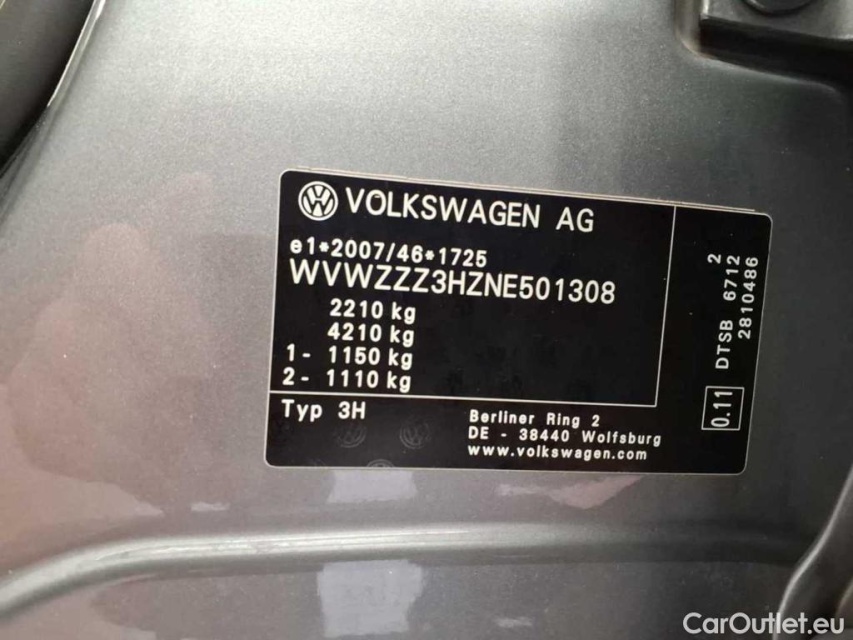 VOLKSWAGEN AG
e1*2007/46*1725
WVWZZZ3HZNE501308
2210 kg
4210 kg
1- 1150 kg
2- 1110 kg
Typ 3H
Berliner Ring 2
DE - 38440 Wolfsburg
www.volkswagen.com
2
DTSB 6712
2810486
0.11
CarOutlet.eu